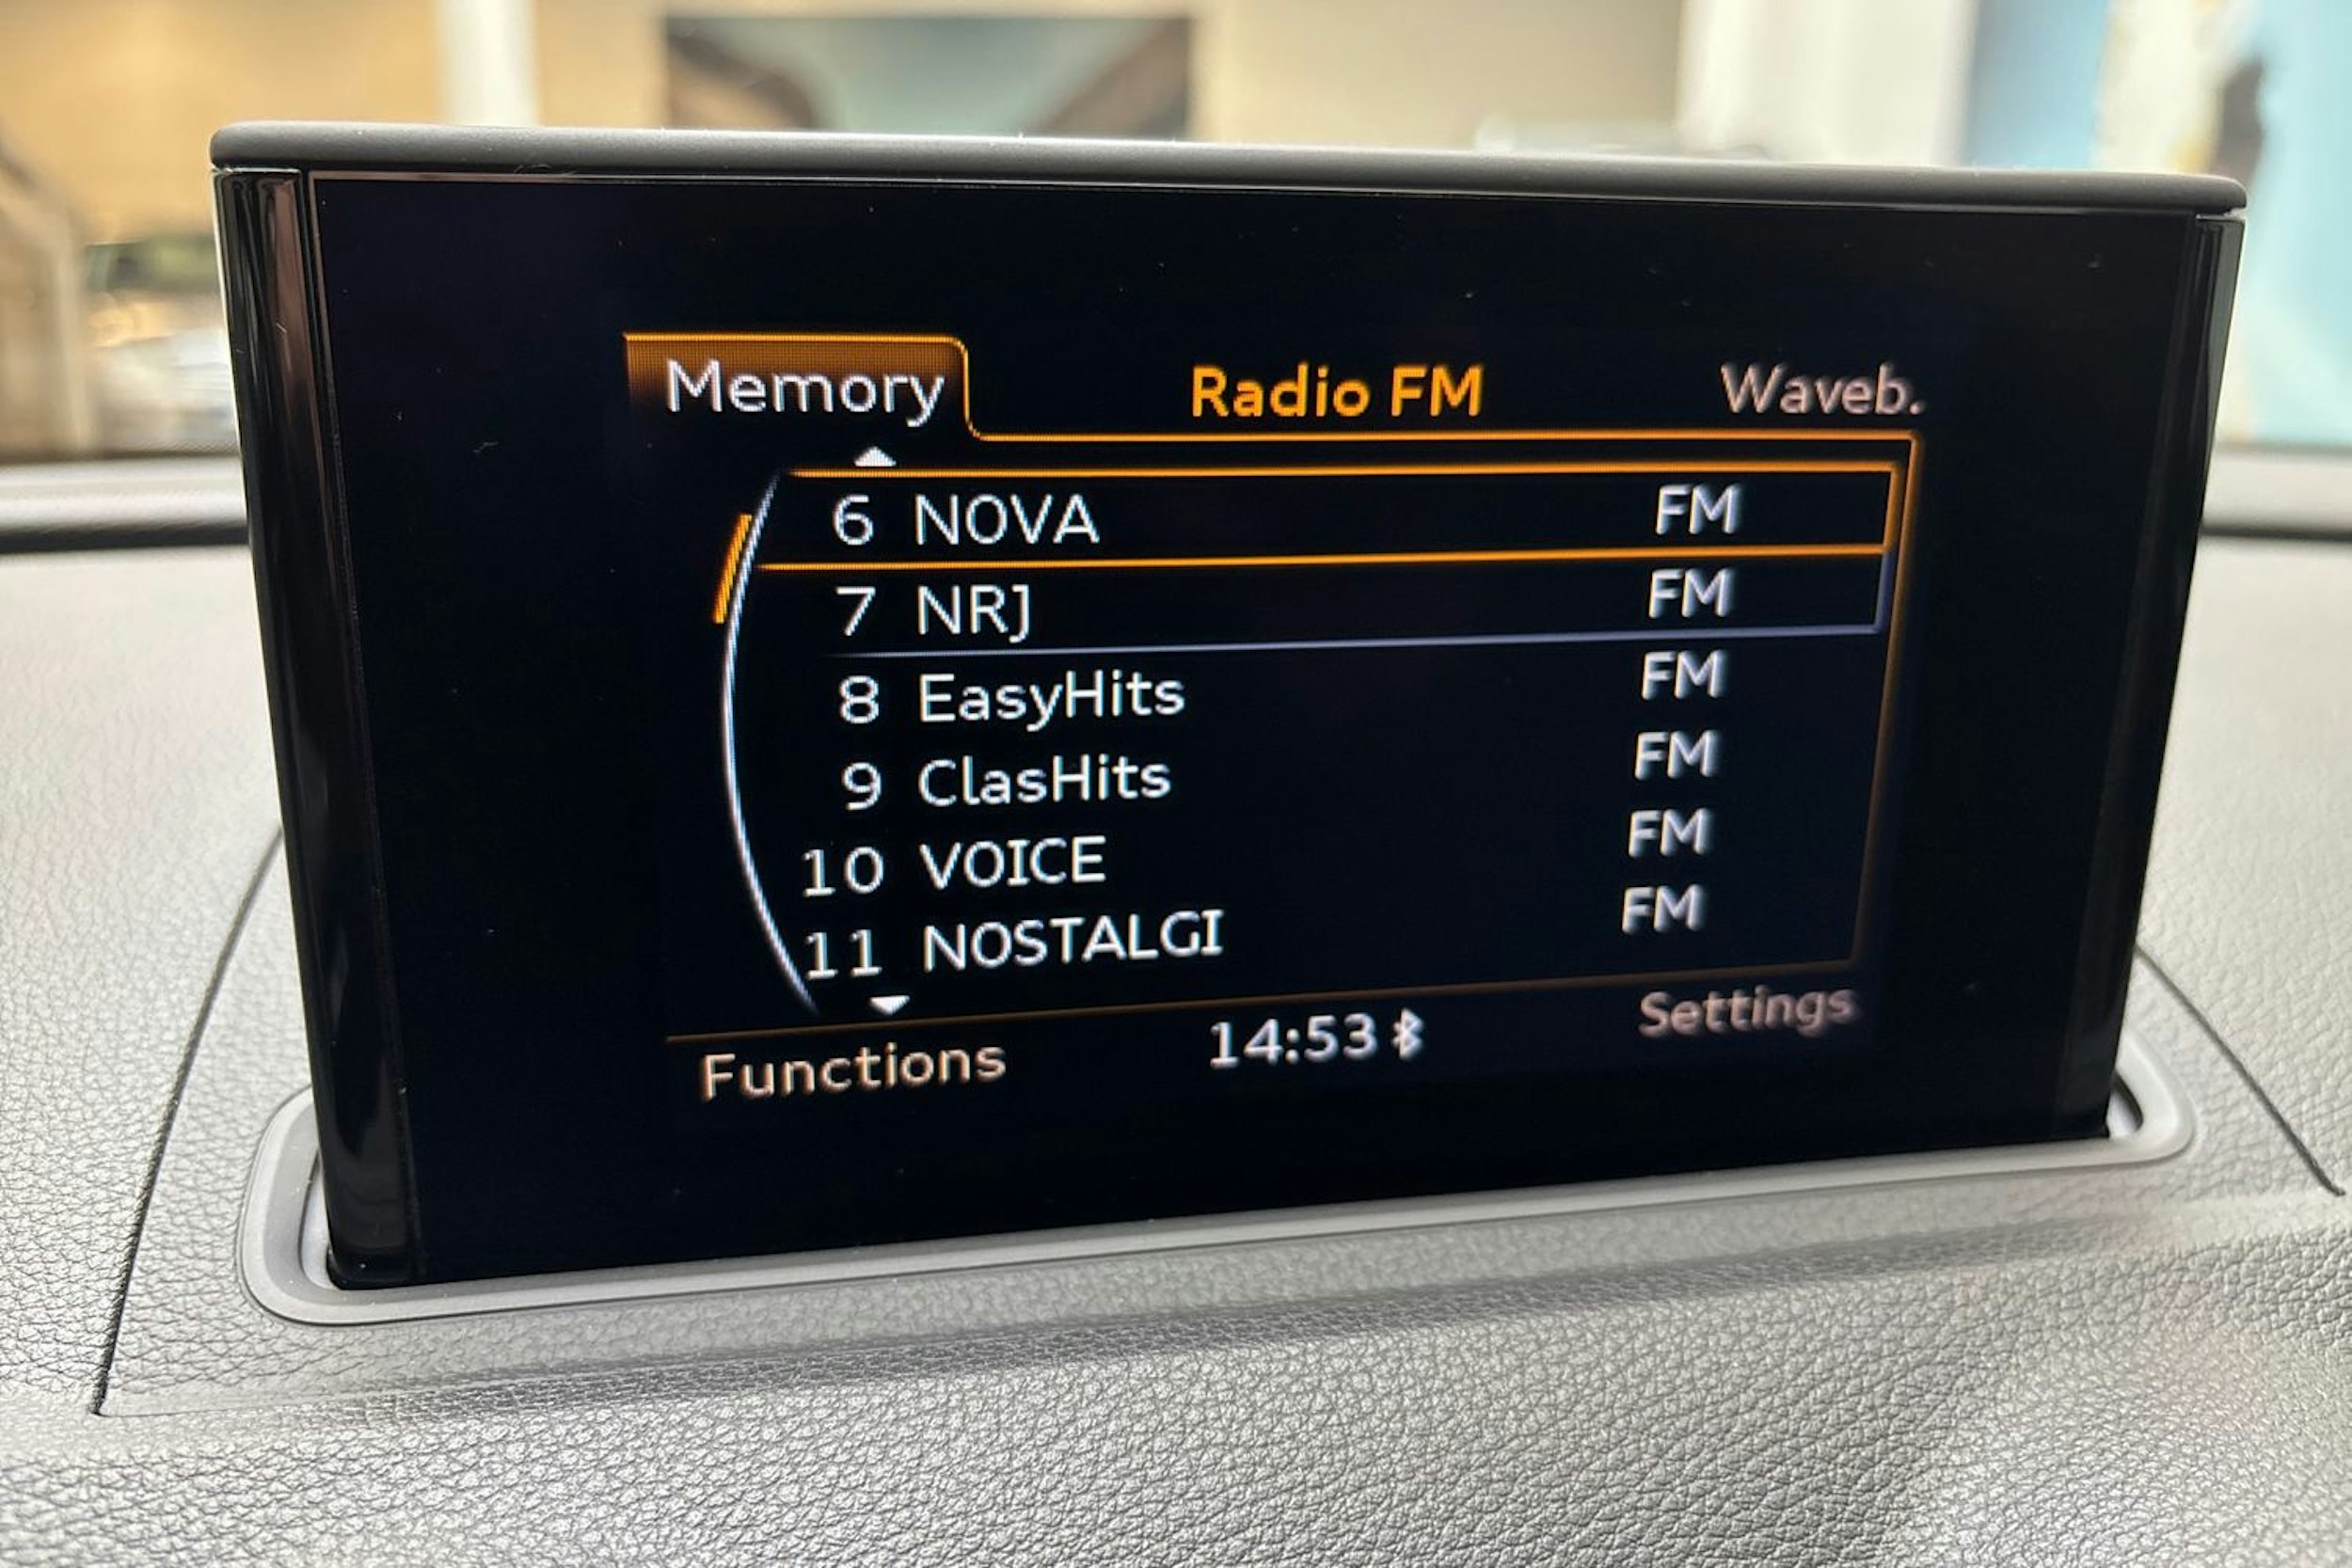 Memory Radio FM Waveb.
6 NOVA FM
7 NRJ FM
8 EasyHits FM
9 ClasHits FM
10 VOICE FM
11 NOSTALGI FM
Functions 14:53 Settings